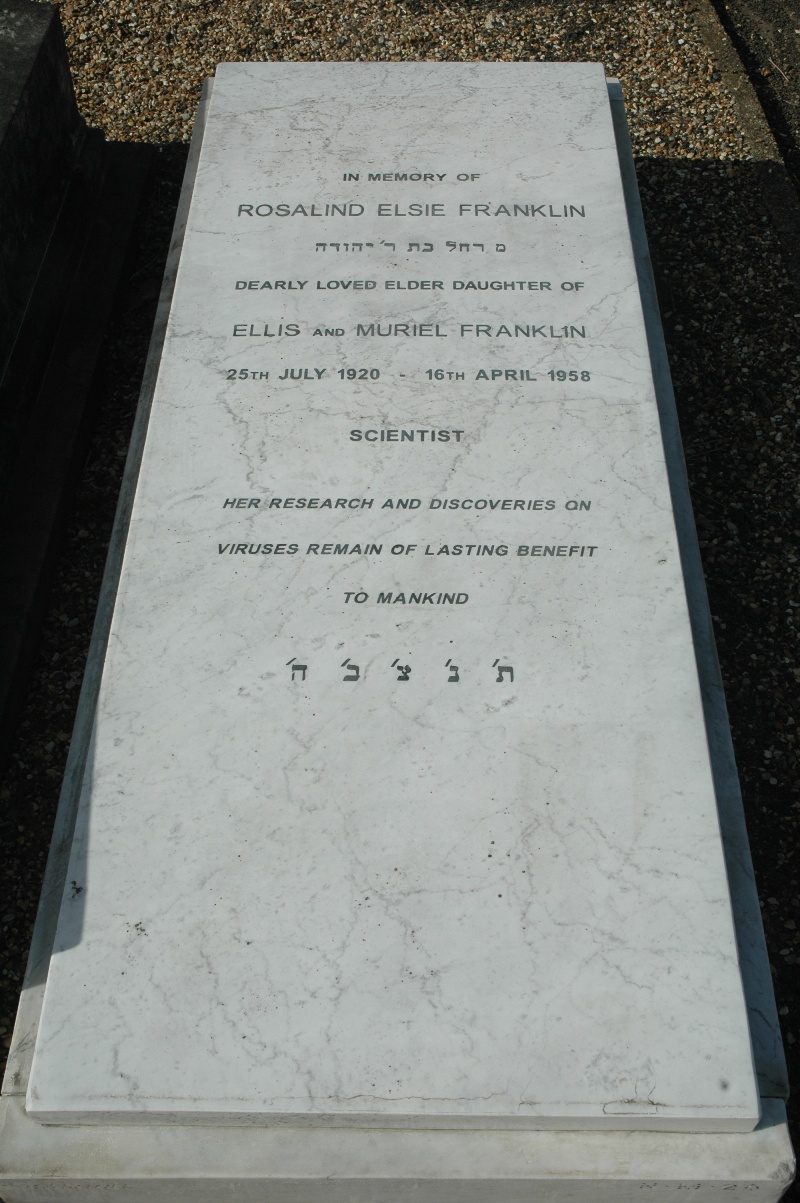 IN MEMORY OF
ROSALIND ELSIE FRANKLIN
מ רחל בת ר׳ יהודה
DEARLY LOVED ELDER DAUGHTER OF
ELLIS AND MURIEL FRANKLIN
25TH JULY 1920 - 16TH APRIL 1958
SCIENTIST
HER RESEARCH AND DISCOVERIES ON
VIRUSES REMAIN OF LASTING BENEFIT
TO MANKIND
ת׳ נ׳ צ׳ ב׳ ה׳